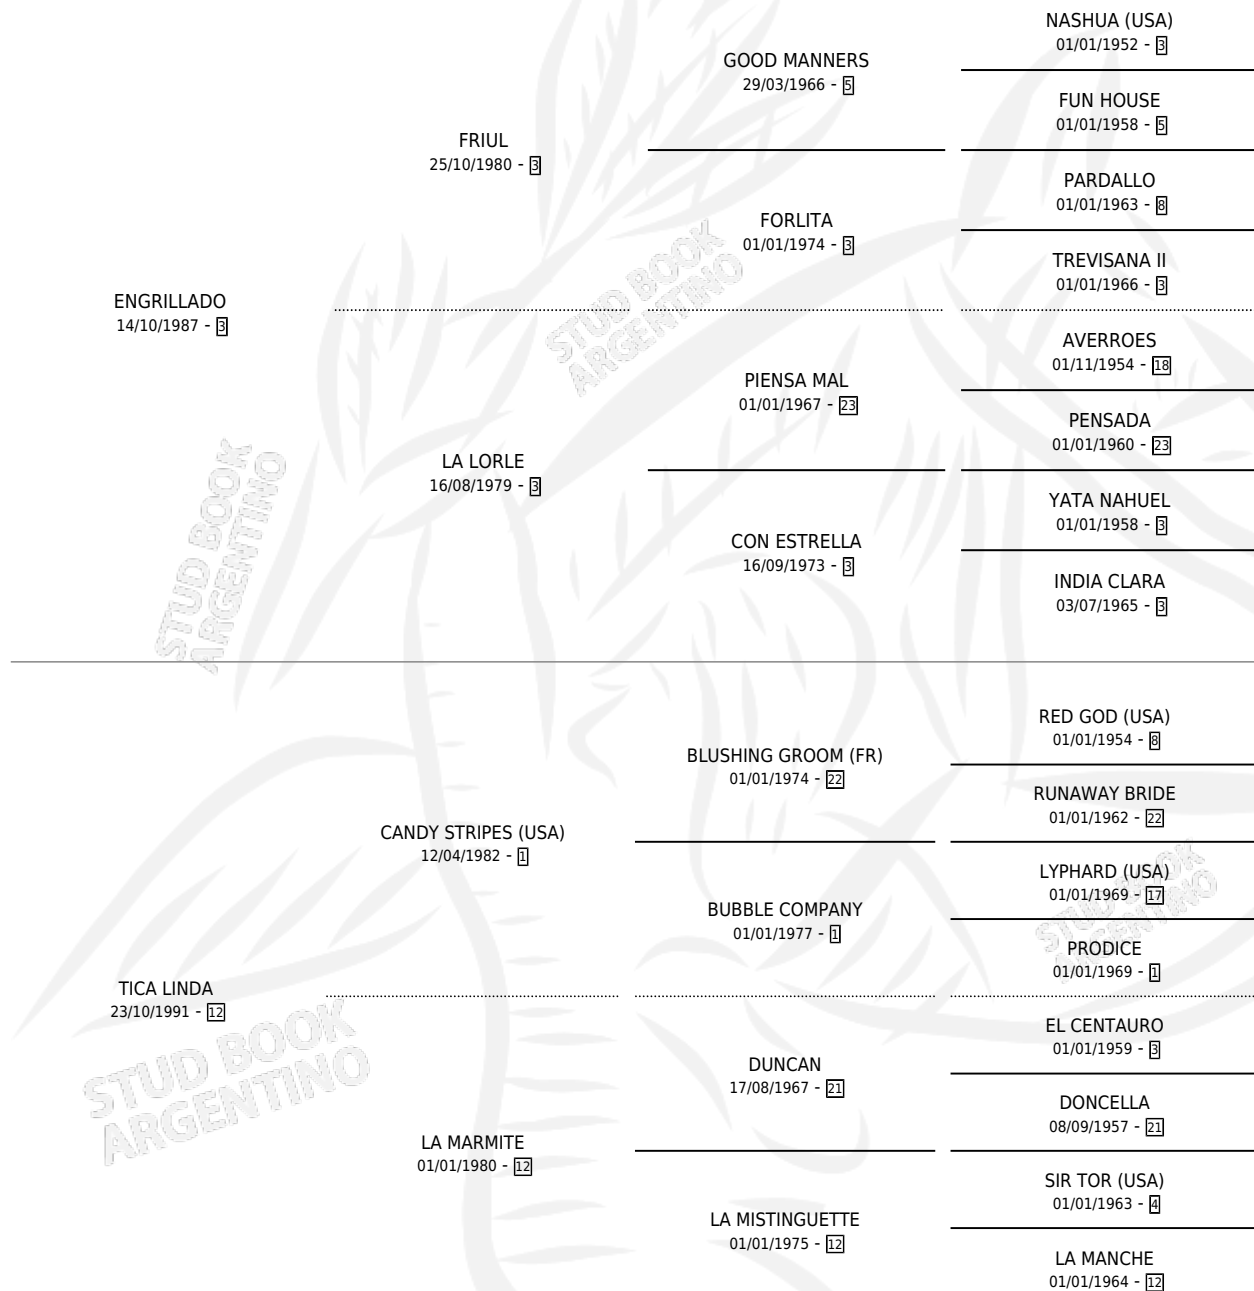 NASHUA (USA)
01/01/1952 - 3
GOOD MANNERS
29/03/1966 - 5
FUN HOUSE
01/01/1958 - 5
FRIUL
25/10/1980 - 3
PARDALLO
01/01/1963 - 8
FORLITA
01/01/1974 - 3
TREVISANA II
01/01/1966 - 3
STUD BOOK
ARGENTINO
ENGRILLADO
14/10/1987 - 3
AVERROES
01/11/1954 - 18
PIENSA MAL
01/01/1967 - 23
PENSADA
01/01/1960 - 23
LA LORLE
16/08/1979 - 3
YATA NAHUEL
01/01/1958 - 3
CON ESTRELLA
16/09/1973 - 3
INDIA CLARA
03/07/1965 - 3
STUD BOOK
ARGENTINO
RED GOD (USA)
01/01/1954 - 8
BLUSHING GROOM (FR)
01/01/1974 - 22
RUNAWAY BRIDE
01/01/1962 - 22
CANDY STRIPES (USA)
12/04/1982 - 1
LYPHARD (USA)
01/01/1969 - 17
BUBBLE COMPANY
01/01/1977 - 1
PRODICE
01/01/1969 - 1
STUD BOOK
ARGENTINO
TICA LINDA
23/10/1991 - 12
EL CENTAURO
01/01/1959 - 3
DUNCAN
17/08/1967 - 21
DONCELLA
08/09/1957 - 21
LA MARMITE
01/01/1980 - 12
SIR TOR (USA)
01/01/1963 - 4
LA MISTINGUETTE
01/01/1975 - 12
LA MANCHE
01/01/1964 - 12
STUD BOOK
ARGENTINO